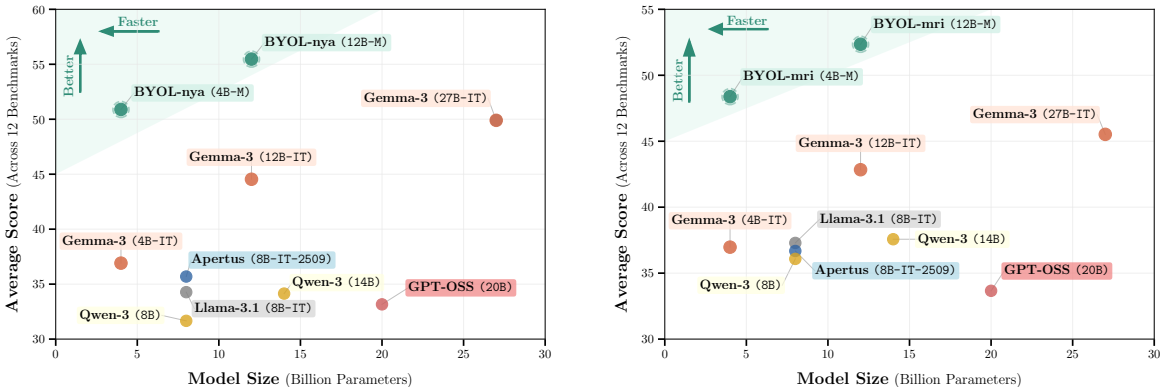 60
55
50
45
40
35
30
0
5
10
15
20
25
30
Average Score (Across 12 Benchmarks)
Model Size (Billion Parameters)
Faster
Better
BYOL-nya (12B-M)
BYOL-nya (4B-M)
Gemma-3 (27B-IT)
Gemma-3 (12B-IT)
Gemma-3 (4B-IT)
Apertus (8B-IT-2509)
Qwen-3 (14B)
GPT-OSS (20B)
Llama-3.1 (8B-IT)
Qwen-3 (8B)
55
50
45
40
35
30
0
5
10
15
20
25
30
Average Score (Across 12 Benchmarks)
Model Size (Billion Parameters)
Faster
Better
BYOL-mri (12B-M)
BYOL-mri (4B-M)
Gemma-3 (27B-IT)
Gemma-3 (12B-IT)
Gemma-3 (4B-IT)
Llama-3.1 (8B-IT)
Qwen-3 (14B)
Apertus (8B-IT-2509)
GPT-OSS (20B)
Qwen-3 (8B)